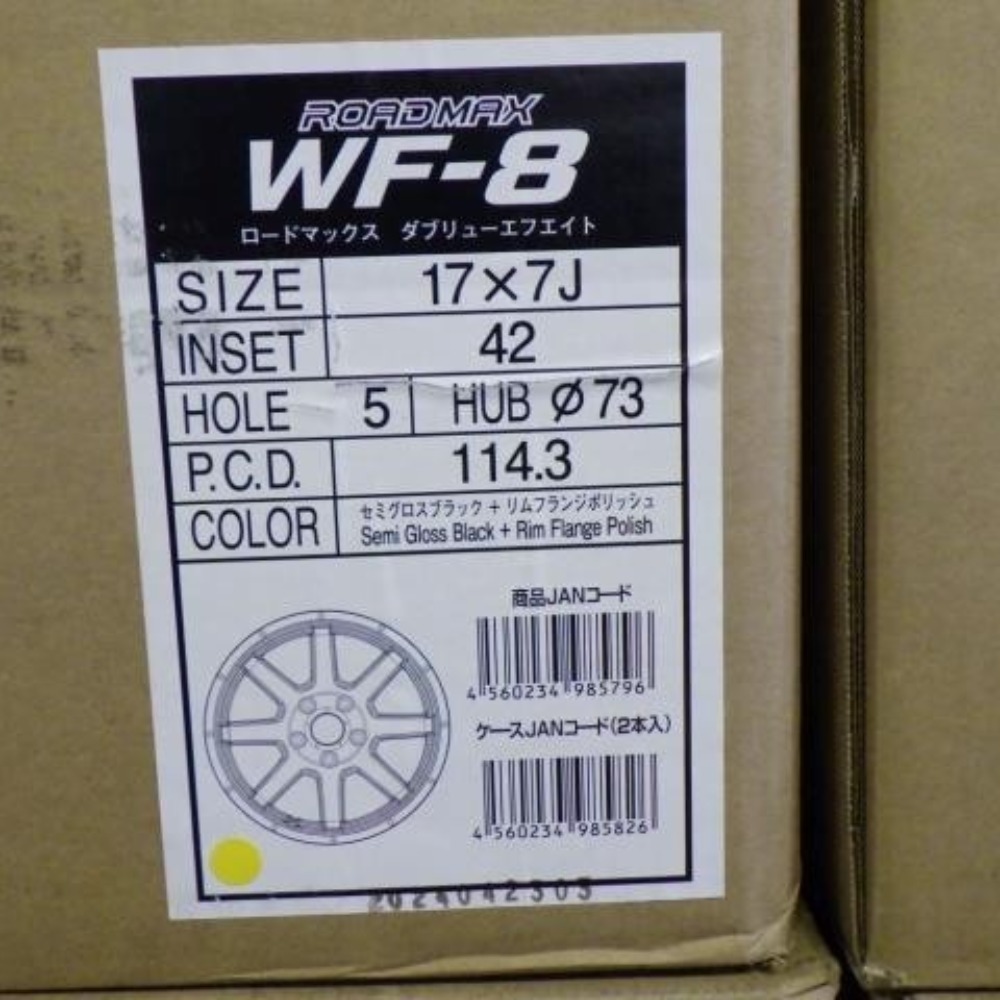 ROADMAX
WF-8
ロードマックス ダブリューエフエイト
SIZE 17×7J
INSET 42
HOLE 5 HUB Ø73
P.C.D. 114.3
COLOR セミグロスブラック + リムフランジポリッシュ
Semi Gloss Black + Rim Flange Polish
商品JANコード
4 560234 985796
ケースJANコード(2本入)
4 560234 985826
2024042303